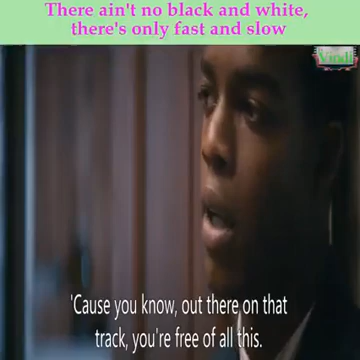 There ain't no black and white,
there's only fast and slow
Vindl
'Cause you know, out there on that
track, you're free of all this.